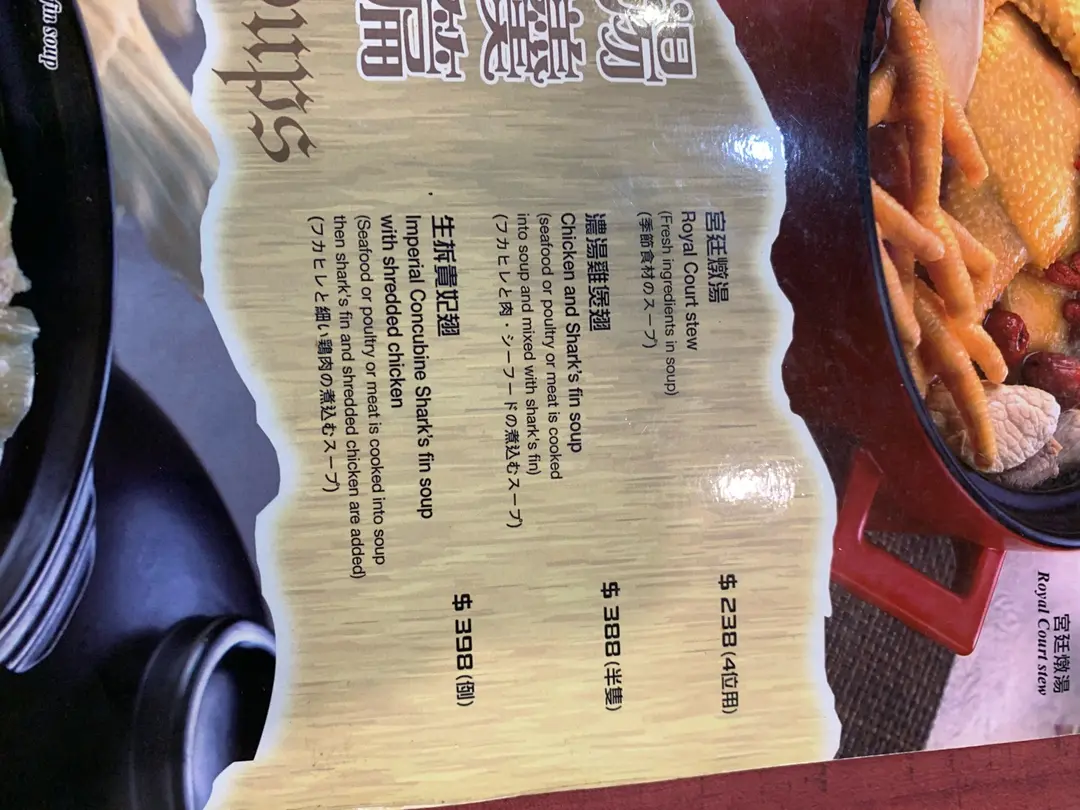 湯
羹
篇
Soups
宮廷燉湯
Royal Court stew
(Fresh ingredients in soup)
(季節食材のスープ)
$ 238 (4位用)
濃湯雞煲翅
Chicken and Shark's fin soup
(seafood or poultry or meat is cooked
into soup and mixed with shark's fin)
(フカヒレと肉・シーフードの煮込むスープ)
$ 388 (半隻)
生拆貴妃翅
Imperial Concubine Shark's fin soup
with shredded chicken
(Seafood or poultry or meat is cooked into soup
then shark's fin and shredded chicken are added)
(フカヒレと細い鶏肉の煮込むスープ)
$ 398 (例)
宮廷燉湯
Royal Court stew
fin soup